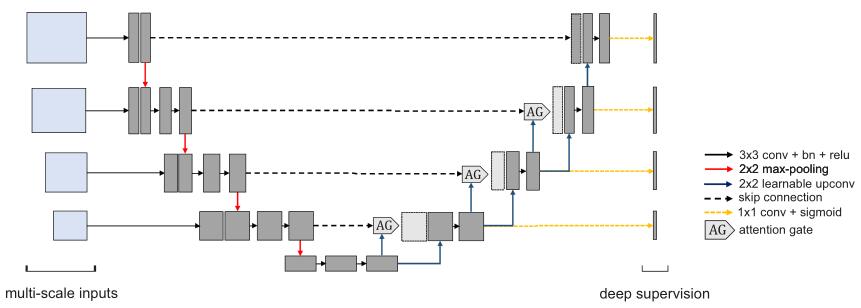 AG
AG
AG
3x3 conv + bn + relu
2x2 max-pooling
2x2 learnable upconv
skip connection
1x1 conv + sigmoid
AG attention gate
multi-scale inputs
deep supervision